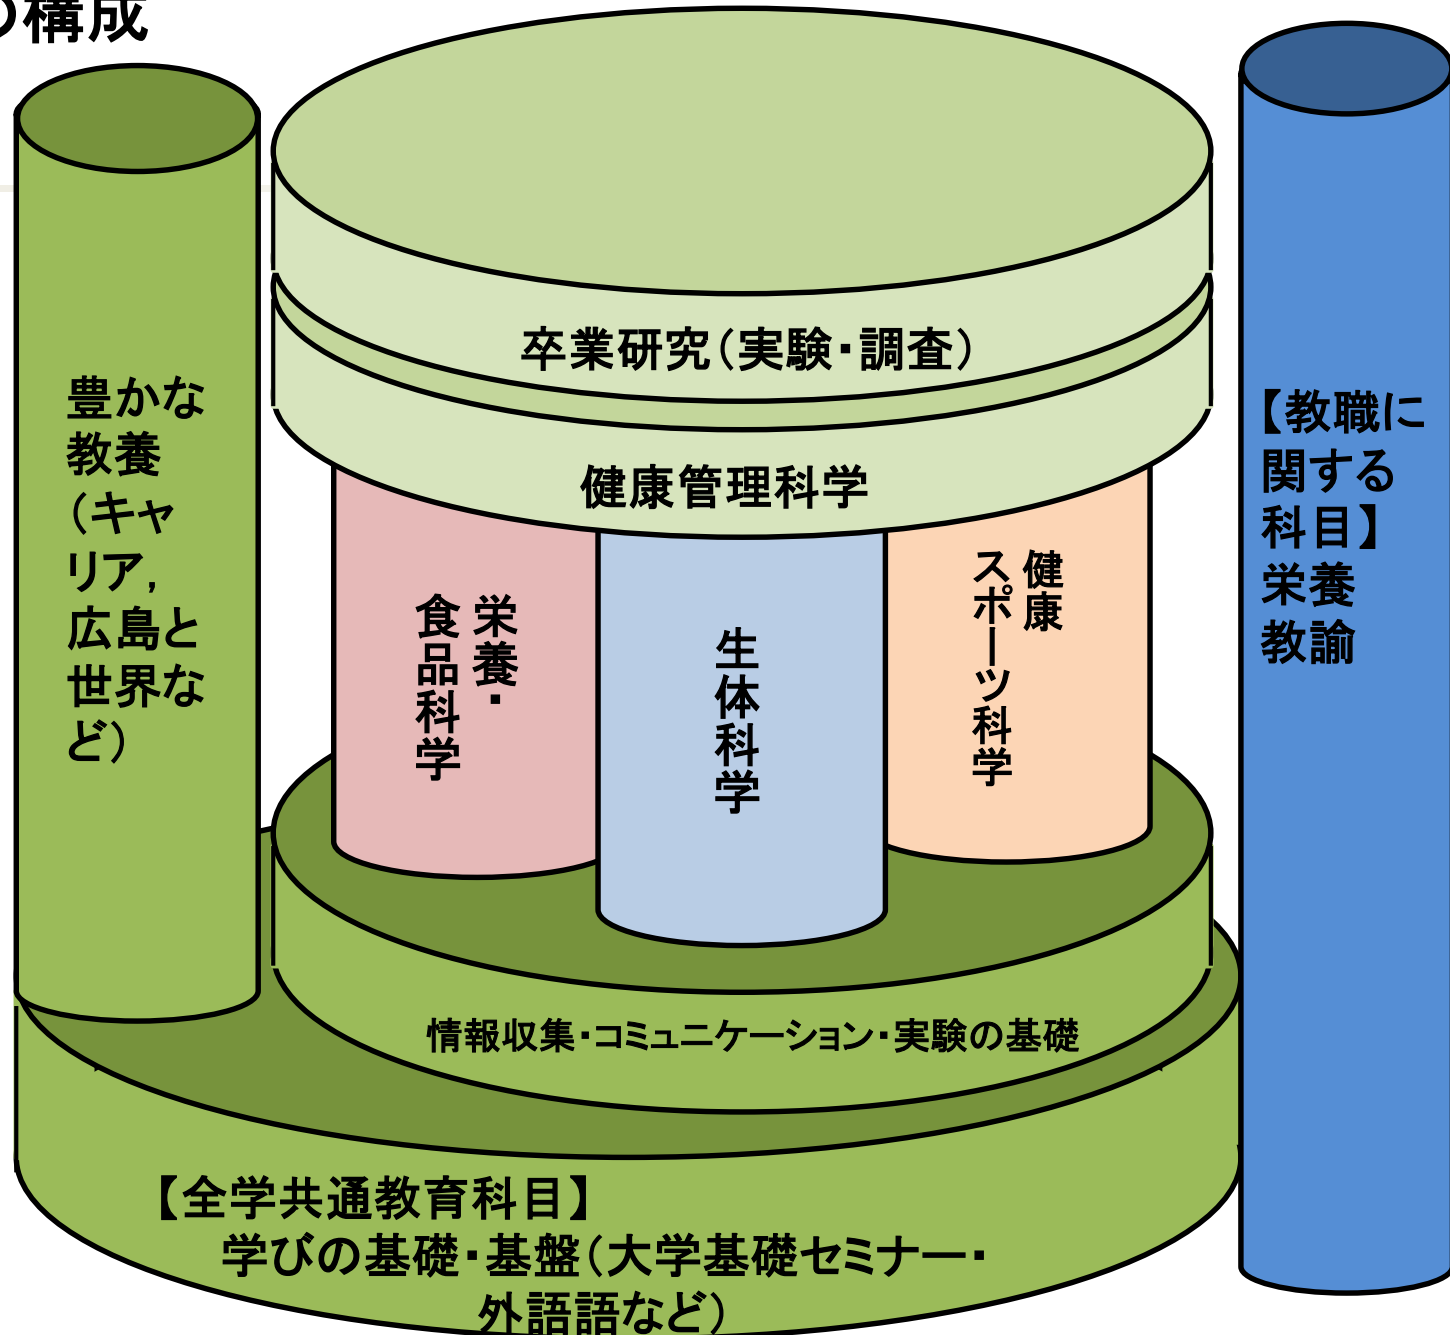 の構成
豊かな
教養
（キャ
リア，
広島と
世界な
ど）
卒業研究（実験・調査）
健康管理科学
栄養・
食品科学
生体科学
健康
スポーツ科学
【教職に
関する
科目】
栄養
教諭
情報収集・コミュニケーション・実験の基礎
【全学共通教育科目】
学びの基礎・基盤（大学基礎セミナー・
外語語など）